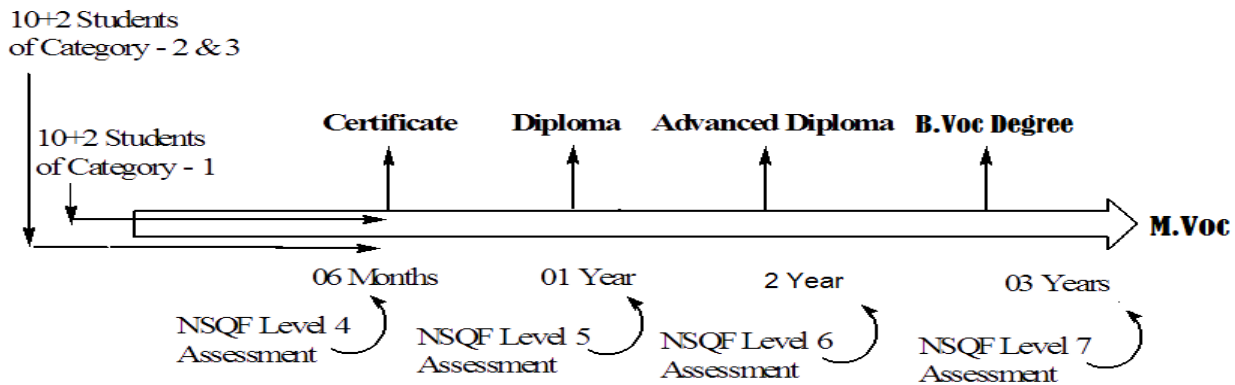 10+2 Students
of Category - 2 & 3
10+2 Students
of Category - 1
Certificate
Diploma
Advanced Diploma
B.Voc Degree
M.Voc
06 Months
01 Year
2 Year
03 Years
NSQF Level 4
Assessment
NSQF Level 5
Assessment
NSQF Level 6
Assessment
NSQF Level 7
Assessment